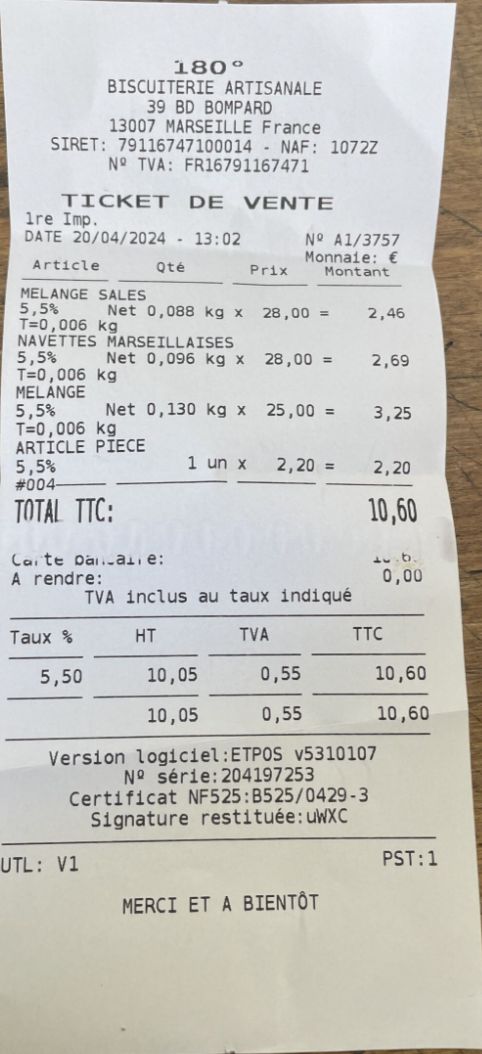 180°
BISCUITERIE ARTISANALE
39 BD BOMPARD
13007 MARSEILLE France
SIRET: 79116747100014 - NAF: 1072Z
Nº TVA: FR16791167471
TICKET DE VENTE
1re Imp.
DATE 20/04/2024 - 13:02 Nº A1/3757
Monnaie: €
Article Qté Prix Montant
MELANGE SALES
5,5% Net 0,088 kg x 28,00 = 2,46
T=0,006 kg
NAVETTES MARSEILLAISES
5,5% Net 0,096 kg x 28,00 = 2,69
T=0,006 kg
MELANGE
5,5% Net 0,130 kg x 25,00 = 3,25
T=0,006 kg
ARTICLE PIECE
5,5% 1 un x 2,20 = 2,20
#004
TOTAL TTC: 10,60
Carte bancaire:
A rendre: 0,00
TVA inclus au taux indiqué
Taux % HT TVA TTC
5,50 10,05 0,55 10,60
10,05 0,55 10,60
Version logiciel:ETPOS v5310107
Nº série:204197253
Certificat NF525:B525/0429-3
Signature restituée:uWXC
UTL: V1 PST:1
MERCI ET A BIENTÔT